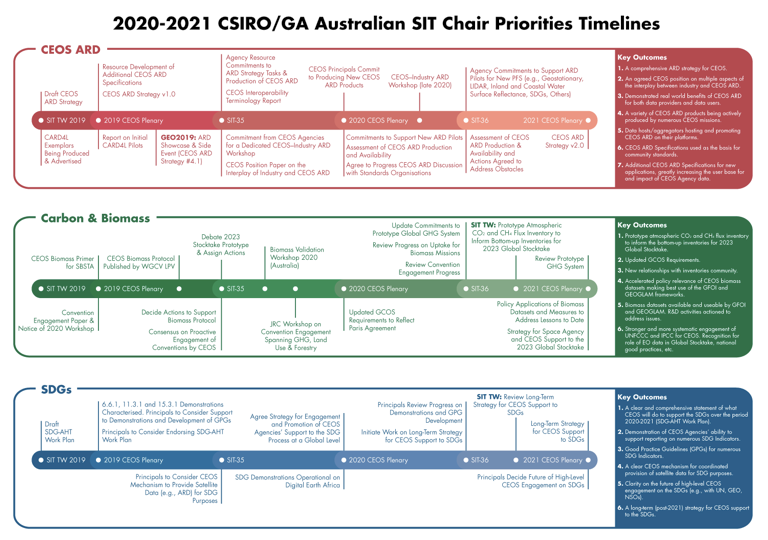 2020-2021 CSIRO/GA Australian SIT Chair Priorities Timelines
CEOS ARD
Draft CEOS
ARD Strategy
Resource Development of
Additional CEOS ARD
Specifications
CEOS ARD Strategy v1.0
Agency Resource
Commitments to
ARD Strategy Tasks &
Production of CEOS ARD
CEOS Interoperability
Terminology Report
CEOS Principals Commit
to Producing New CEOS
ARD Products
CEOS–Industry ARD
Workshop (late 2020)
Agency Commitments to Support ARD
Pilots for New PFS (e.g., Geostationary,
LIDAR, Inland and Coastal Water
Surface Reflectance, SDGs, Others)
SIT TW 2019
2019 CEOS Plenary
SIT-35
2020 CEOS Plenary
SIT-36
2021 CEOS Plenary
CARD4L
Exemplars
Being Produced
& Advertised
Report on Initial
CARD4L Pilots
GEO2019: ARD
Showcase & Side
Event (CEOS ARD
Strategy #4.1)
Commitment from CEOS Agencies
for a Dedicated CEOS–Industry ARD
Workshop
CEOS Position Paper on the
Interplay of Industry and CEOS ARD
Commitments to Support New ARD Pilots
Assessment of CEOS ARD Production
and Availability
Agree to Progress CEOS ARD Discussion
with Standards Organisations
Assessment of CEOS
ARD Production &
Availability and
Actions Agreed to
Address Obstacles
CEOS ARD
Strategy v2.0
Key Outcomes
1. A comprehensive ARD strategy for CEOS.
2. An agreed CEOS position on multiple aspects of
the interplay between industry and CEOS ARD.
3. Demonstrated real world benefits of CEOS ARD
for both data providers and data users.
4. A variety of CEOS ARD products being actively
produced by numerous CEOS missions.
5. Data hosts/aggregators hosting and promoting
CEOS ARD on their platforms.
6. CEOS ARD Specifications used as the basis for
community standards.
7. Additional CEOS ARD Specifications for new
applications, greatly increasing the user base for
and impact of CEOS Agency data.
Carbon & Biomass
CEOS Biomass Primer
for SBSTA
CEOS Biomass Protocol
Published by WGCV LPV
Debate 2023
Stocktake Prototype
& Assign Actions
Biomass Validation
Workshop 2020
(Australia)
Update Commitments to
Prototype Global GHG System
Review Progress on Uptake for
Biomass Missions
Review Convention
Engagement Progress
SIT TW: Prototype Atmospheric
CO₂ and CH₄ Flux Inventory to
Inform Bottom-up Inventories for
2023 Global Stocktake
Review Prototype
GHG System
SIT TW 2019
2019 CEOS Plenary
SIT-35
2020 CEOS Plenary
SIT-36
2021 CEOS Plenary
Convention
Engagement Paper &
Notice of 2020 Workshop
Decide Actions to Support
Biomass Protocol
Consensus on Proactive
Engagement of
Conventions by CEOS
JRC Workshop on
Convention Engagement
Spanning GHG, Land
Use & Forestry
Updated GCOS
Requirements to Reflect
Paris Agreement
Policy Applications of Biomass
Datasets and Measures to
Address Lessons to Date
Strategy for Space Agency
and CEOS Support to the
2023 Global Stocktake
Key Outcomes
1. Prototype atmospheric CO₂ and CH₄ flux inventory
to inform the bottom-up inventories for 2023
Global Stocktake.
2. Updated GCOS Requirements.
3. New relationships with inventories community.
4. Accelerated policy relevance of CEOS biomass
datasets making best use of the GFOI and
GEOGLAM frameworks.
5. Biomass datasets available and useable by GFOI
and GEOGLAM. R&D activities actioned to
address issues.
6. Stronger and more systematic engagement of
UNFCCC and IPCC for CEOS. Recognition for
role of EO data in Global Stocktake, national
good practices, etc.
SDGs
Draft
SDG-AHT
Work Plan
6.6.1, 11.3.1 and 15.3.1 Demonstrations
Characterised. Principals to Consider Support
to Demonstrations and Development of GPGs
Principals to Consider Endorsing SDG-AHT
Work Plan
Agree Strategy for Engagement
and Promotion of CEOS
Agencies' Support to the SDG
Process at a Global Level
Principals Review Progress on
Demonstrations and GPG
Development
Initiate Work on Long-Term Strategy
for CEOS Support to SDGs
SIT TW: Review Long-Term
Strategy for CEOS Support to
SDGs
Long-Term Strategy
for CEOS Support
to SDGs
SIT TW 2019
2019 CEOS Plenary
SIT-35
2020 CEOS Plenary
SIT-36
2021 CEOS Plenary
Principals to Consider CEOS
Mechanism to Provide Satellite
Data (e.g., ARD) for SDG
Purposes
SDG Demonstrations Operational on
Digital Earth Africa
Principals Decide Future of High-Level
CEOS Engagement on SDGs
Key Outcomes
1. A clear and comprehensive statement of what
CEOS will do to support the SDGs over the period
2020-2021 (SDG-AHT Work Plan).
2. Demonstration of CEOS Agencies' ability to
support reporting on numerous SDG Indicators.
3. Good Practice Guidelines (GPGs) for numerous
SDG Indicators.
4. A clear CEOS mechanism for coordinated
provision of satellite data for SDG purposes.
5. Clarity on the future of high-level CEOS
engagement on the SDGs (e.g., with UN, GEO,
NSOs).
6. A long-term (post-2021) strategy for CEOS support
to the SDGs.